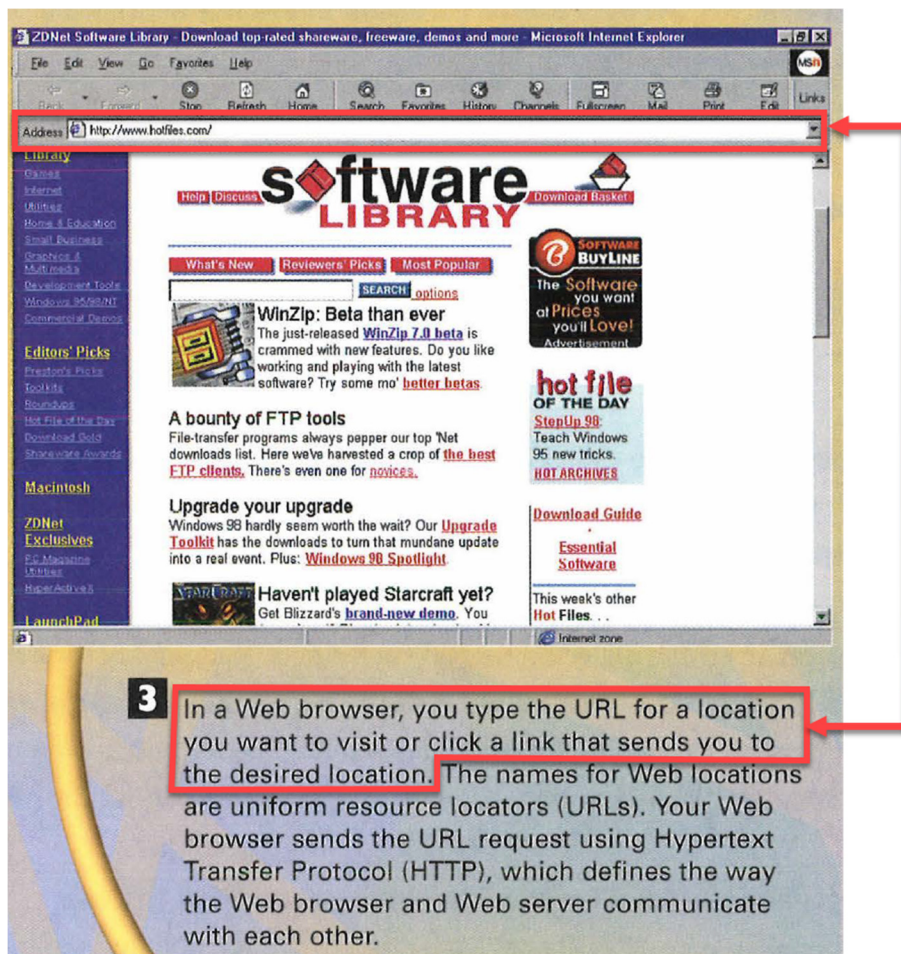 ZDNet Software Library - Download top-rated shareware, freeware, demos and more - Microsoft Internet Explorer
File Edit View Go Favorites Help
msn
Back Forward Stop Refresh Home Search Favorites History Channels Fullscreen Mail Print Edit Links
Address http://www.hotfiles.com/
Library
Games
Internet
Utilities
Home & Education
Small Business
Graphics &
Multimedia
Development Tools
Windows 95/98/NT
Commercial Demos
Editors' Picks
Preston's Picks
Toolkits
Roundups
Hot File of the Day
Download Gold
Shareware Awards
Macintosh
ZDNet
Exclusives
PC Magazine
Utilities
HyperActiveX
LaunchPad
Help Discuss software Download Basket
LIBRARY
What's New Reviewers' Picks Most Popular
SEARCH options
WinZip: Beta than ever
The just-released WinZip 7.0 beta is
crammed with new features. Do you like
working and playing with the latest
software? Try some mo' better betas.
A bounty of FTP tools
File-transfer programs always pepper our top 'Net
downloads list. Here we've harvested a crop of the best
FTP clients. There's even one for novices.
Upgrade your upgrade
Windows 98 hardly seem worth the wait? Our Upgrade
Toolkit has the downloads to turn that mundane update
into a real event. Plus: Windows 98 Spotlight.
STARCRAFT
Haven't played Starcraft yet?
Get Blizzard's brand-new demo. You
B SOFTWARE
BUYLINE
The Software
you want
at Prices
you'll Love!
Advertisement
hot file
OF THE DAY
StepUp 98:
Teach Windows
95 new tricks.
HOT ARCHIVES
Download Guide
Essential
Software
This week's other
Hot Files. . .
Internet zone
3 In a Web browser, you type the URL for a location
you want to visit or click a link that sends you to
the desired location. The names for Web locations
are uniform resource locators (URLs). Your Web
browser sends the URL request using Hypertext
Transfer Protocol (HTTP), which defines the way
the Web browser and Web server communicate
with each other.